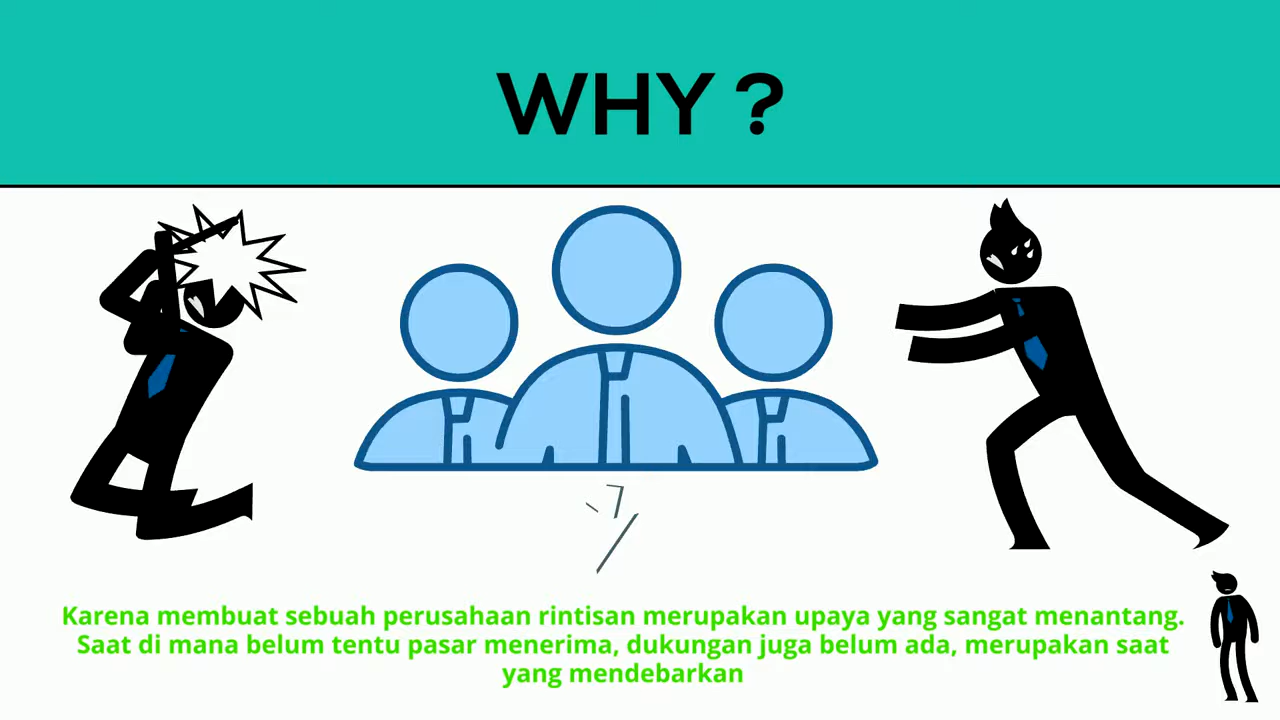 WHY ?
Karena membuat sebuah perusahaan rintisan merupakan upaya yang sangat menantang.
Saat di mana belum tentu pasar menerima, dukungan juga belum ada, merupakan saat
yang mendebarkan